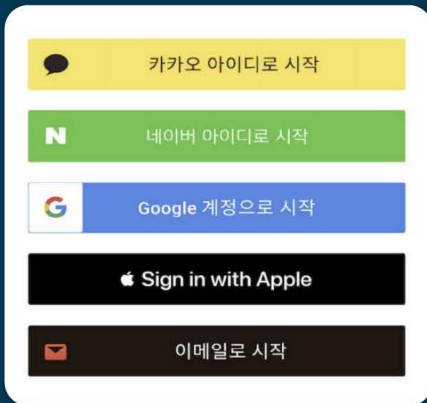 카카오 아이디로 시작
N 네이버 아이디로 시작
G Google 계정으로 시작
Sign in with Apple
이메일로 시작